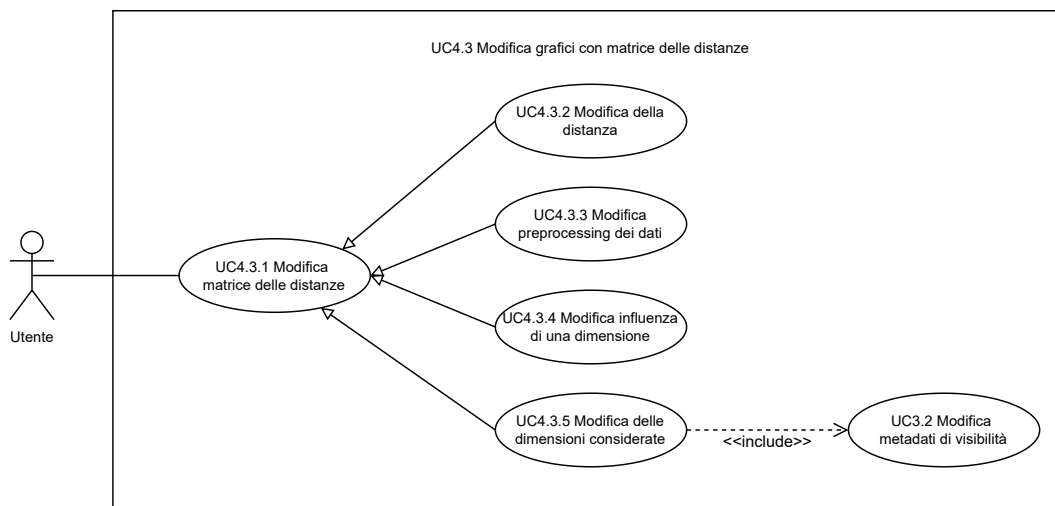 UC4.3 Modifica grafici con matrice delle distanze
UC4.3.2 Modifica della
distanza
UC4.3.3 Modifica
preprocessing dei dati
UC4.3.1 Modifica
matrice delle distanze
UC4.3.4 Modifica influenza
di una dimensione
Utente
UC4.3.5 Modifica delle
dimensioni considerate
<<include>>
UC3.2 Modifica
metadati di visibilità